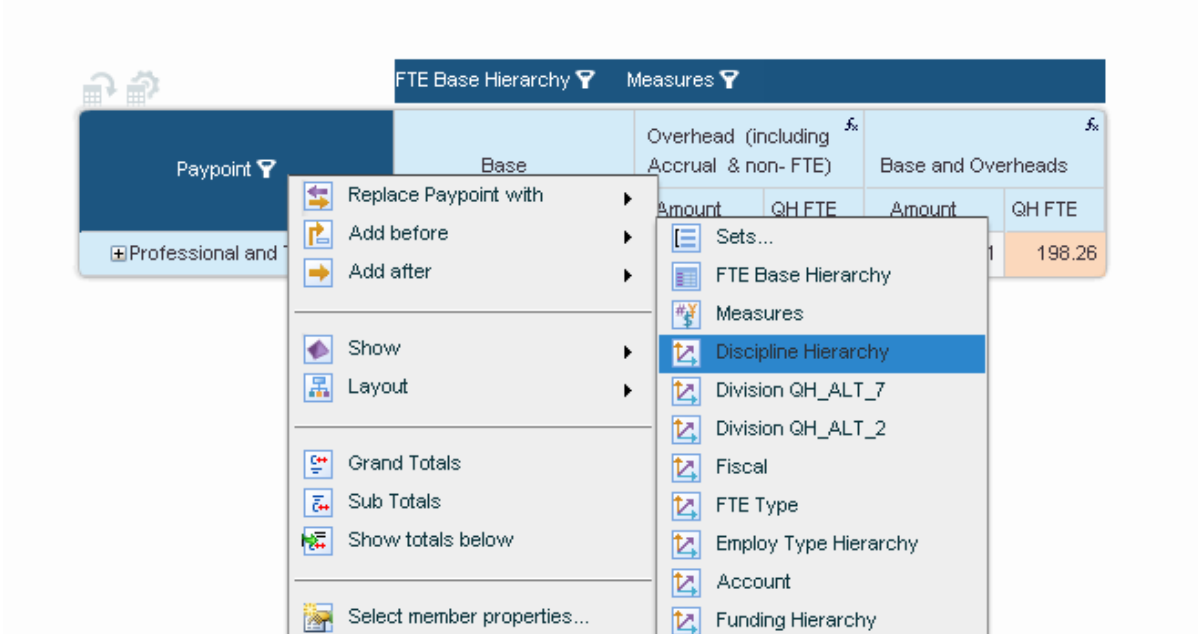 FTE Base Hierarchy Measures
Paypoint
Base
Overhead (including
Accrual & non- FTE)
Base and Overheads
Amount QH FTE Amount QH FTE
Professional and
1 198.26
Replace Paypoint with
Add before
Add after
Show
Layout
Grand Totals
Sub Totals
Show totals below
Select member properties...
Sets...
FTE Base Hierarchy
Measures
Discipline Hierarchy
Division QH_ALT_7
Division QH_ALT_2
Fiscal
FTE Type
Employ Type Hierarchy
Account
Funding Hierarchy